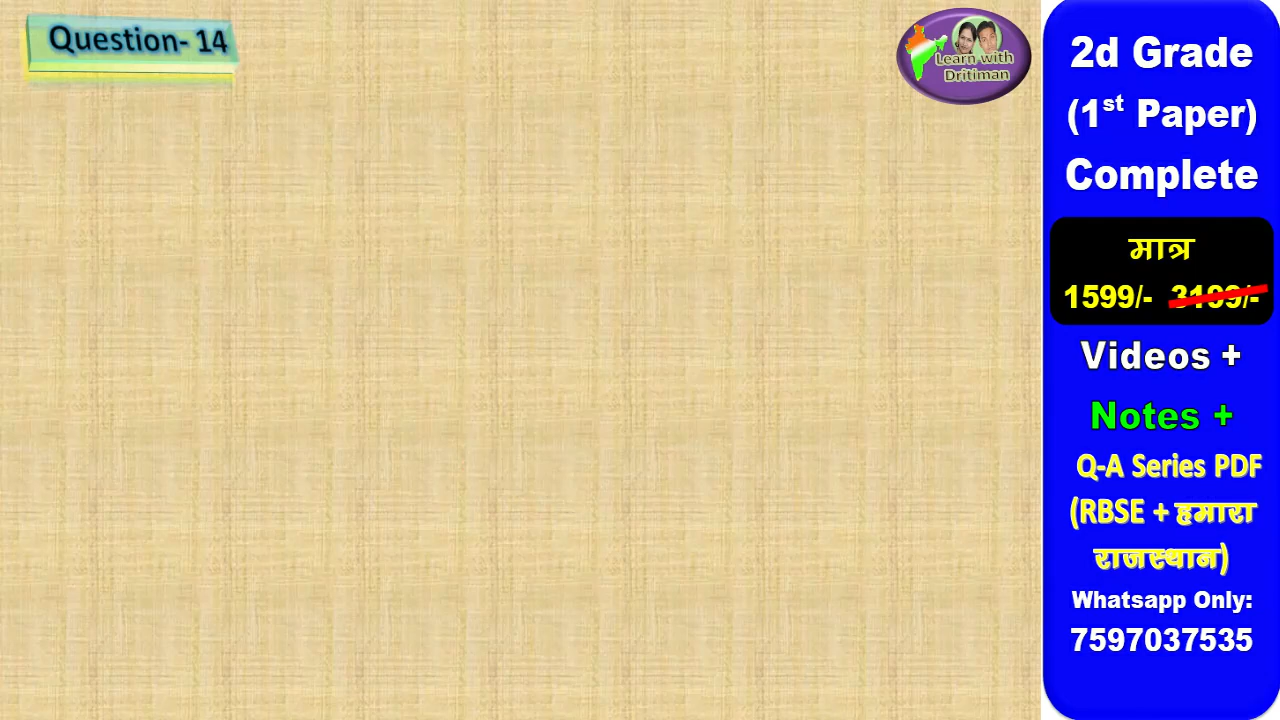 Question- 14
Learn with
Dritiman
2d Grade
(1st Paper)
Complete
मात्र
1599/- 3199/-
Videos +
Notes +
Q-A Series PDF
(RBSE + हमारा
राजस्थान)
Whatsapp Only:
7597037535